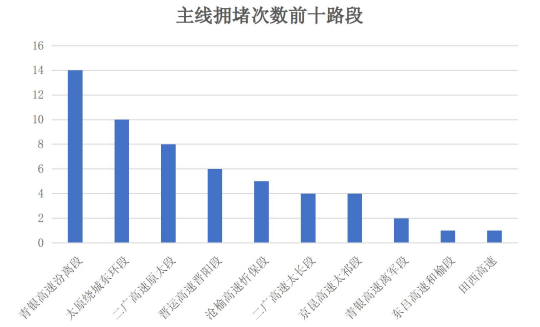 主线拥堵次数前十路段
16
14
12
10
8
6
4
2
0
青银高速汾离段
太原绕城东环段
二广高速原太段
晋运高速晋阳段
沧榆高速忻保段
二广高速太长段
京昆高速太祁段
青银高速离军段
东吕高速和榆段
田西高速